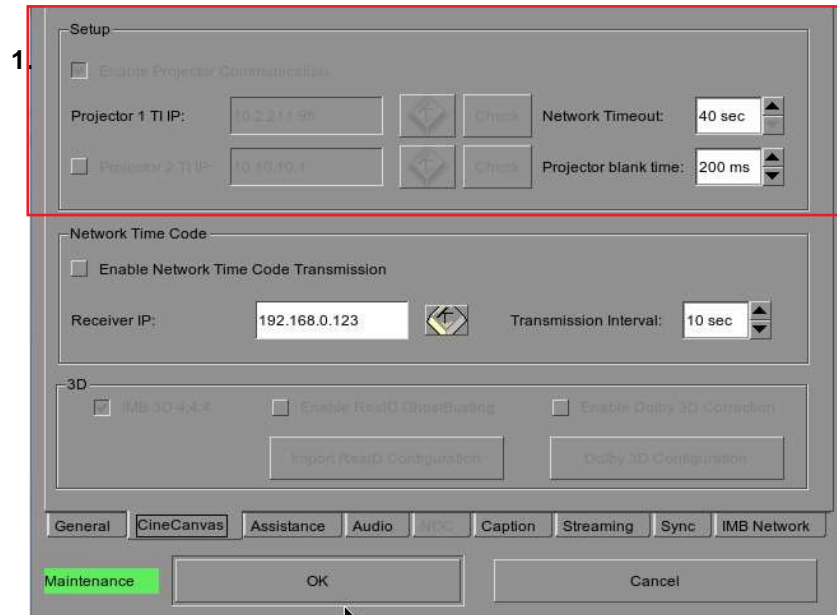 Setup
1.
Enable Projector Communication
Projector 1 TI IP: 10.2.211.95 Check Network Timeout: 40 sec
Projector 2 TI IP: 10.10.10.1 Check Projector blank time: 200 ms
Network Time Code
Enable Network Time Code Transmission
Receiver IP: 192.168.0.123 Transmission Interval: 10 sec
3D
IMB 3D 4:4:4 Enable RealD GhostBusting Enable Dolby 3D Correction
Import RealD Configuration Dolby 3D Configuration
General CineCanvas Assistance Audio NDC Caption Streaming Sync IMB Network
Maintenance OK Cancel